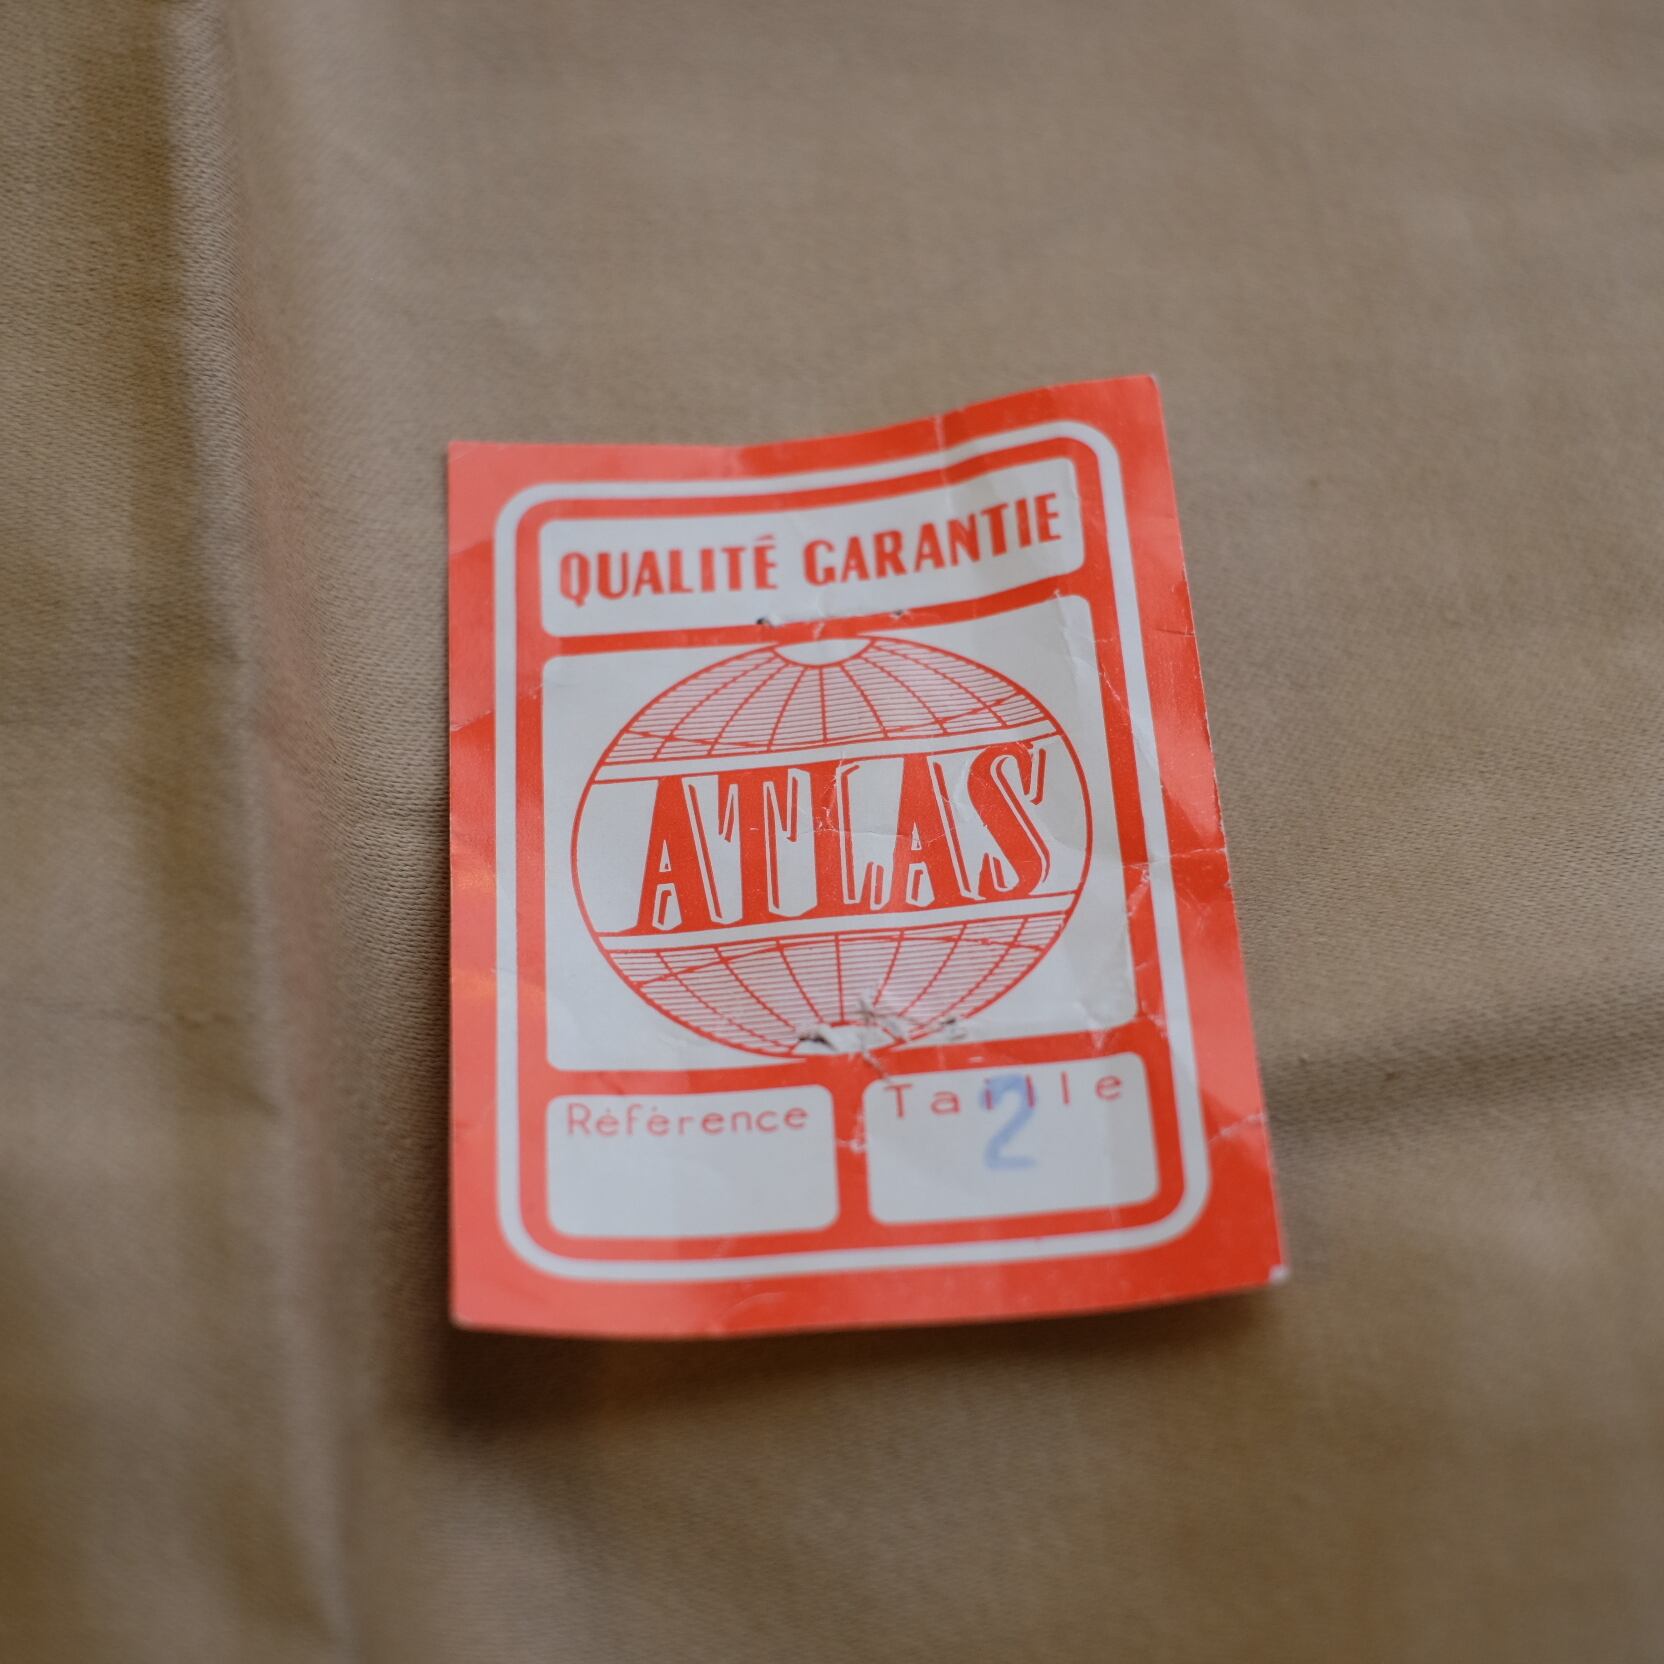 QUALITÉ GARANTIE
ATLAS
Référence
Taille
2